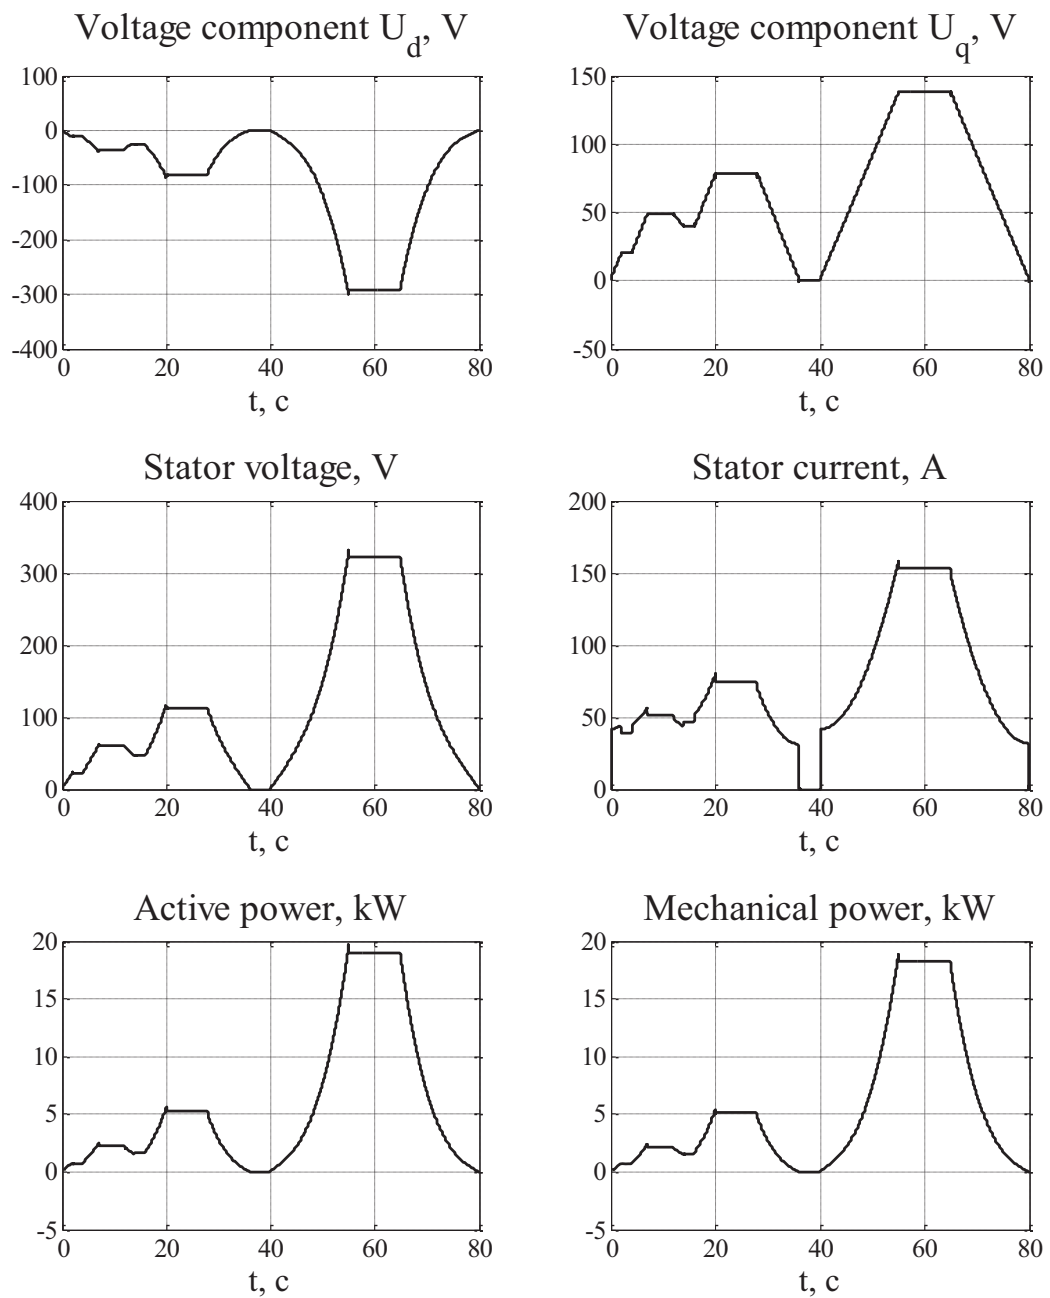 Voltage component U_d, V
100
0
-100
-200
-300
-400
0 20 40 60 80
t, c
Voltage component U_q, V
150
100
50
0
-50
0 20 40 60 80
t, c
Stator voltage, V
400
300
200
100
0
0 20 40 60 80
t, c
Stator current, A
200
150
100
50
0
0 20 40 60 80
t, c
Active power, kW
20
15
10
5
0
-5
0 20 40 60 80
t, c
Mechanical power, kW
20
15
10
5
0
-5
0 20 40 60 80
t, c